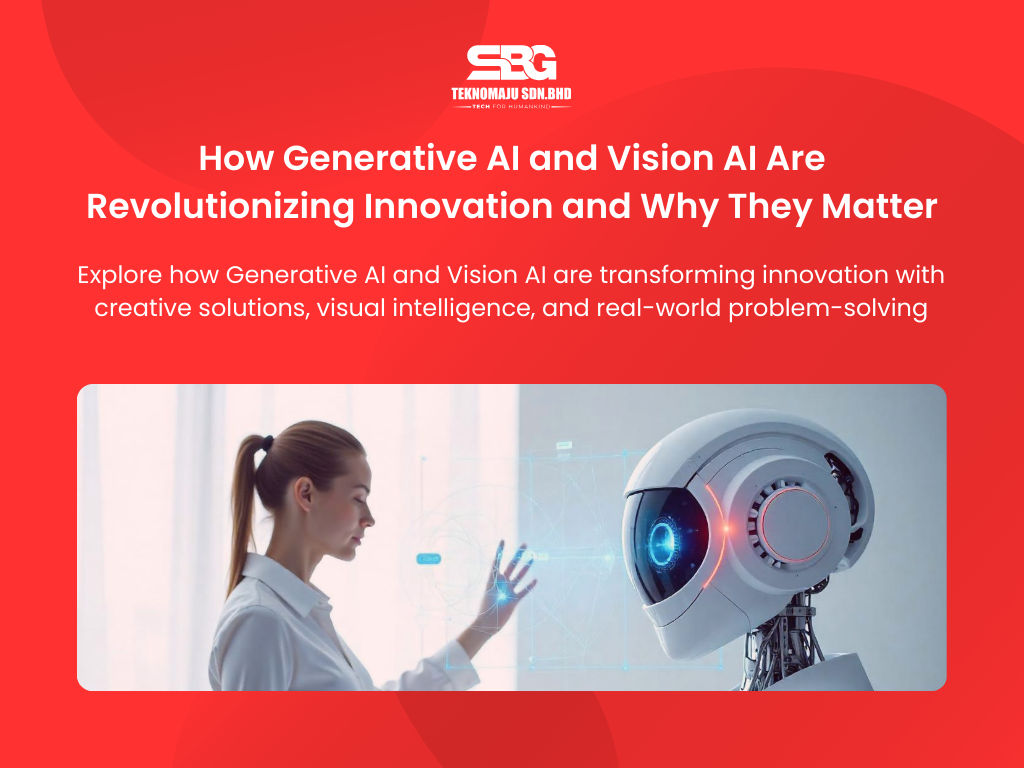 SBG
TEKNOMAJU SDN.BHD
TECH FOR HUMANKIND
How Generative AI and Vision AI Are
Revolutionizing Innovation and Why They Matter
Explore how Generative AI and Vision AI are transforming innovation with
creative solutions, visual intelligence, and real-world problem-solving